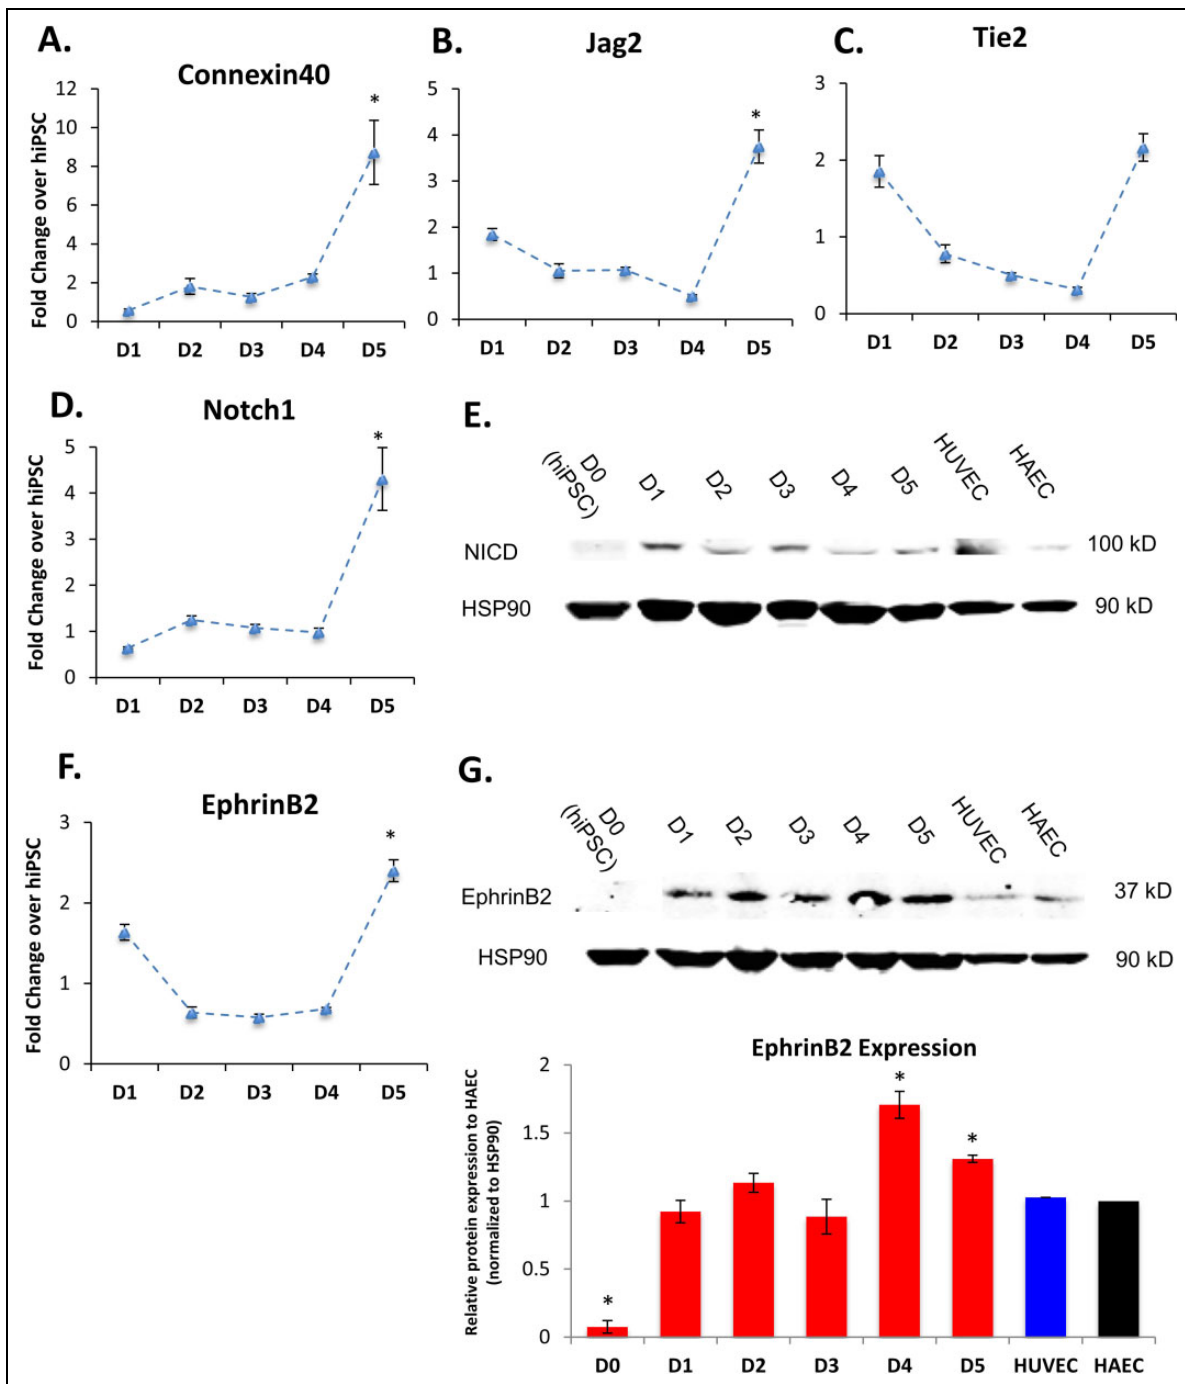 A.
Connexin40
Fold Change over hiPSC
12
10
8
6
4
2
0
*
D1 D2 D3 D4 D5
B.
Jag2
5
4
3
2
1
0
*
D1 D2 D3 D4 D5
C.
Tie2
3
2
1
0
D1 D2 D3 D4 D5
D.
Notch1
Fold Change over hiPSC
5
4
3
2
1
0
*
D1 D2 D3 D4 D5
E.
D0 (hiPSC) D1 D2 D3 D4 D5 HUVEC HAEC
NICD 100 kD
HSP90 90 kD
F.
EphrinB2
Fold Change over hiPSC
3
2
1
0
*
D1 D2 D3 D4 D5
G.
D0 (hiPSC) D1 D2 D3 D4 D5 HUVEC HAEC
EphrinB2 37 kD
HSP90 90 kD
EphrinB2 Expression
Relative protein expression to HAEC
(normalized to HSP90)
2
1.5
1
0.5
0
* * *
D0 D1 D2 D3 D4 D5 HUVEC HAEC